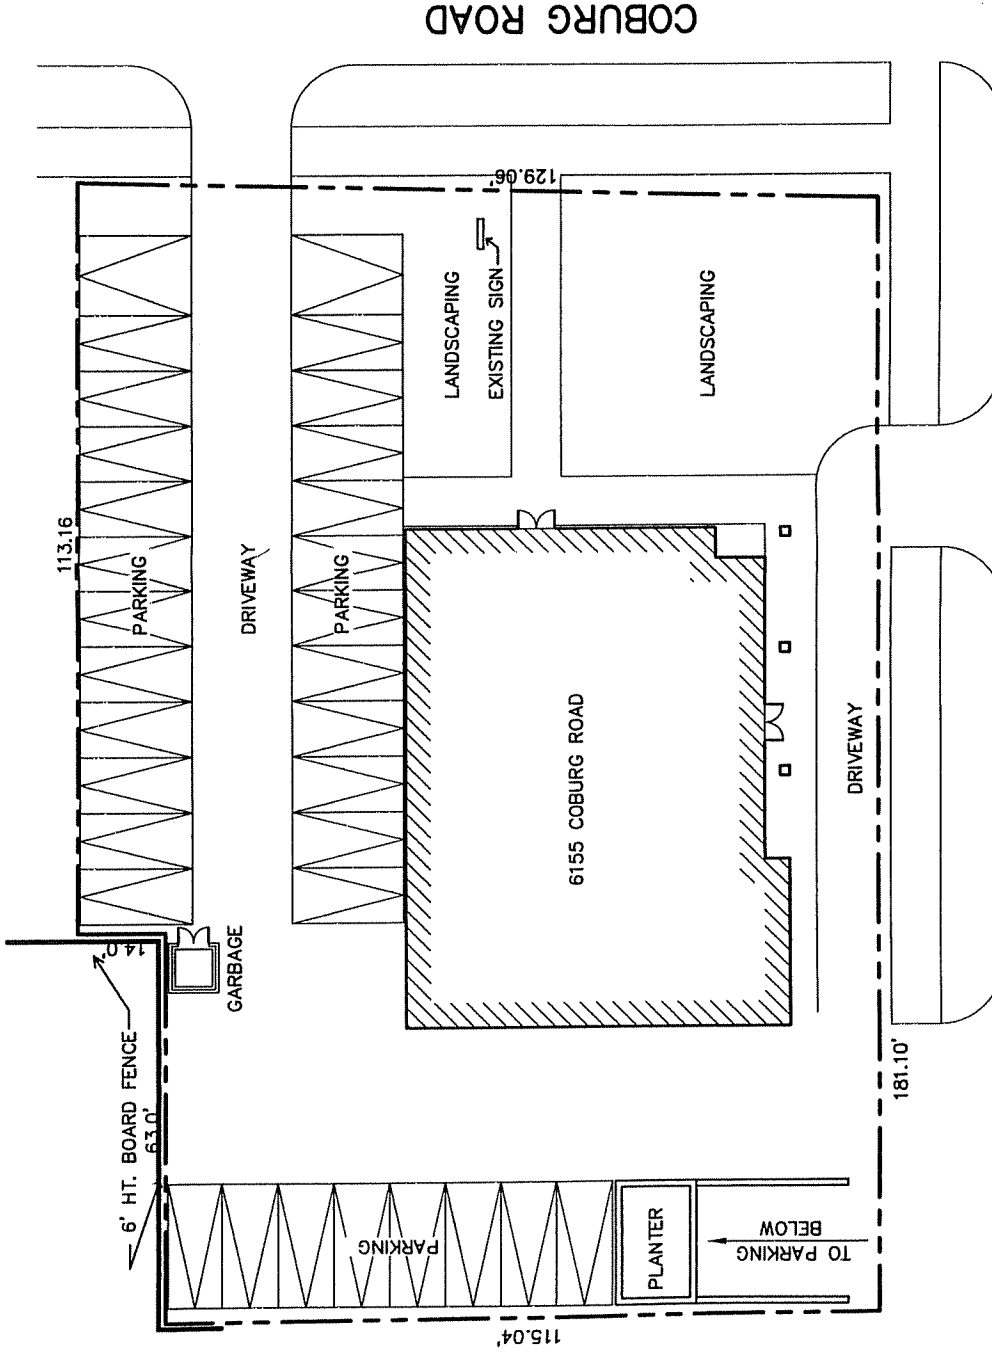 COBURG ROAD
129.06'
LANDSCAPING
EXISTING SIGN
LANDSCAPING
113.16
PARKING
DRIVEWAY
PARKING
6155 COBURG ROAD
DRIVEWAY
14.0'
GARBAGE
6' HT. BOARD FENCE
63.0'
181.10'
PARKING
PLANTER
TO PARKING
BELOW
115.04'